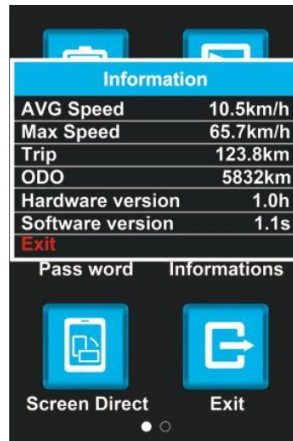 Information
AVG Speed 10.5km/h
Max Speed 65.7km/h
Trip 123.8km
ODO 5832km
Hardware version 1.0h
Software version 1.1s
Exit
Pass word Informations
Screen Direct Exit